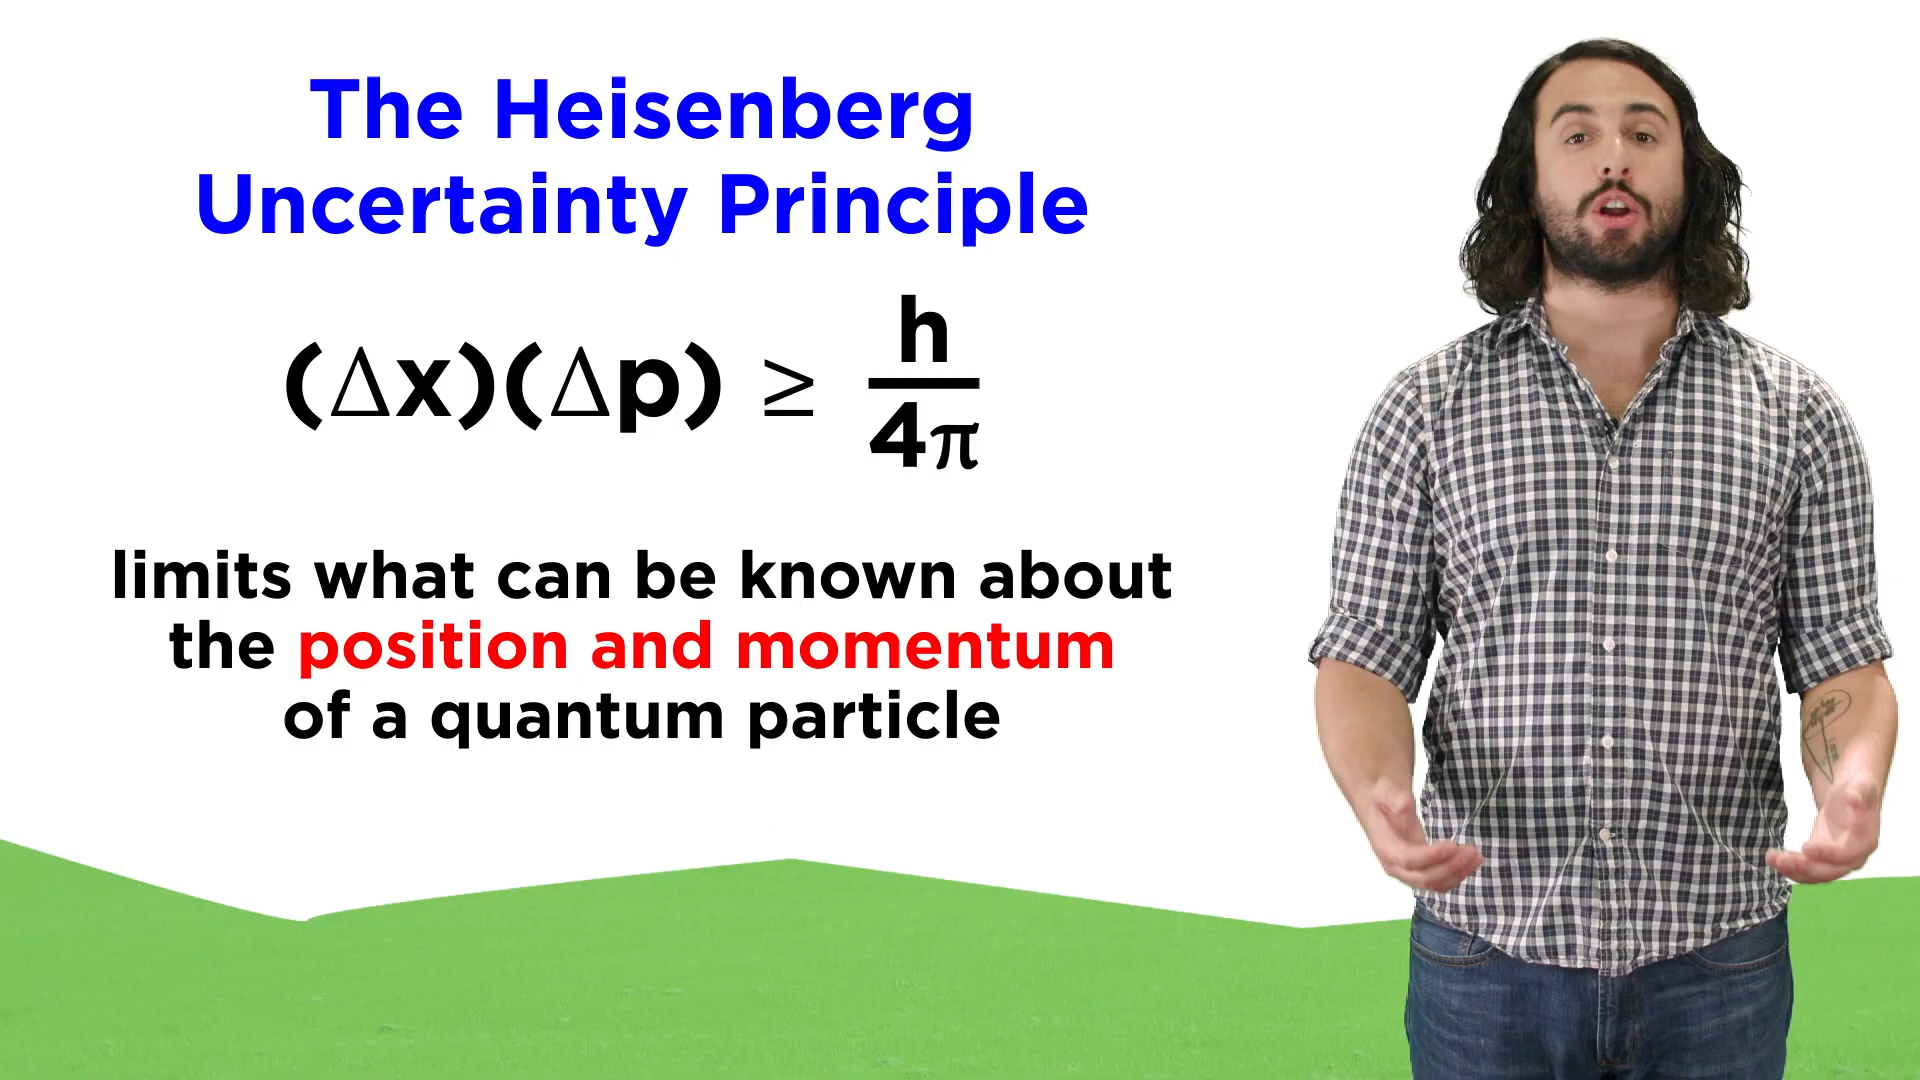 The Heisenberg
Uncertainty Principle
(Δx)(Δp) ≥ h/4π
limits what can be known about
the position and momentum
of a quantum particle